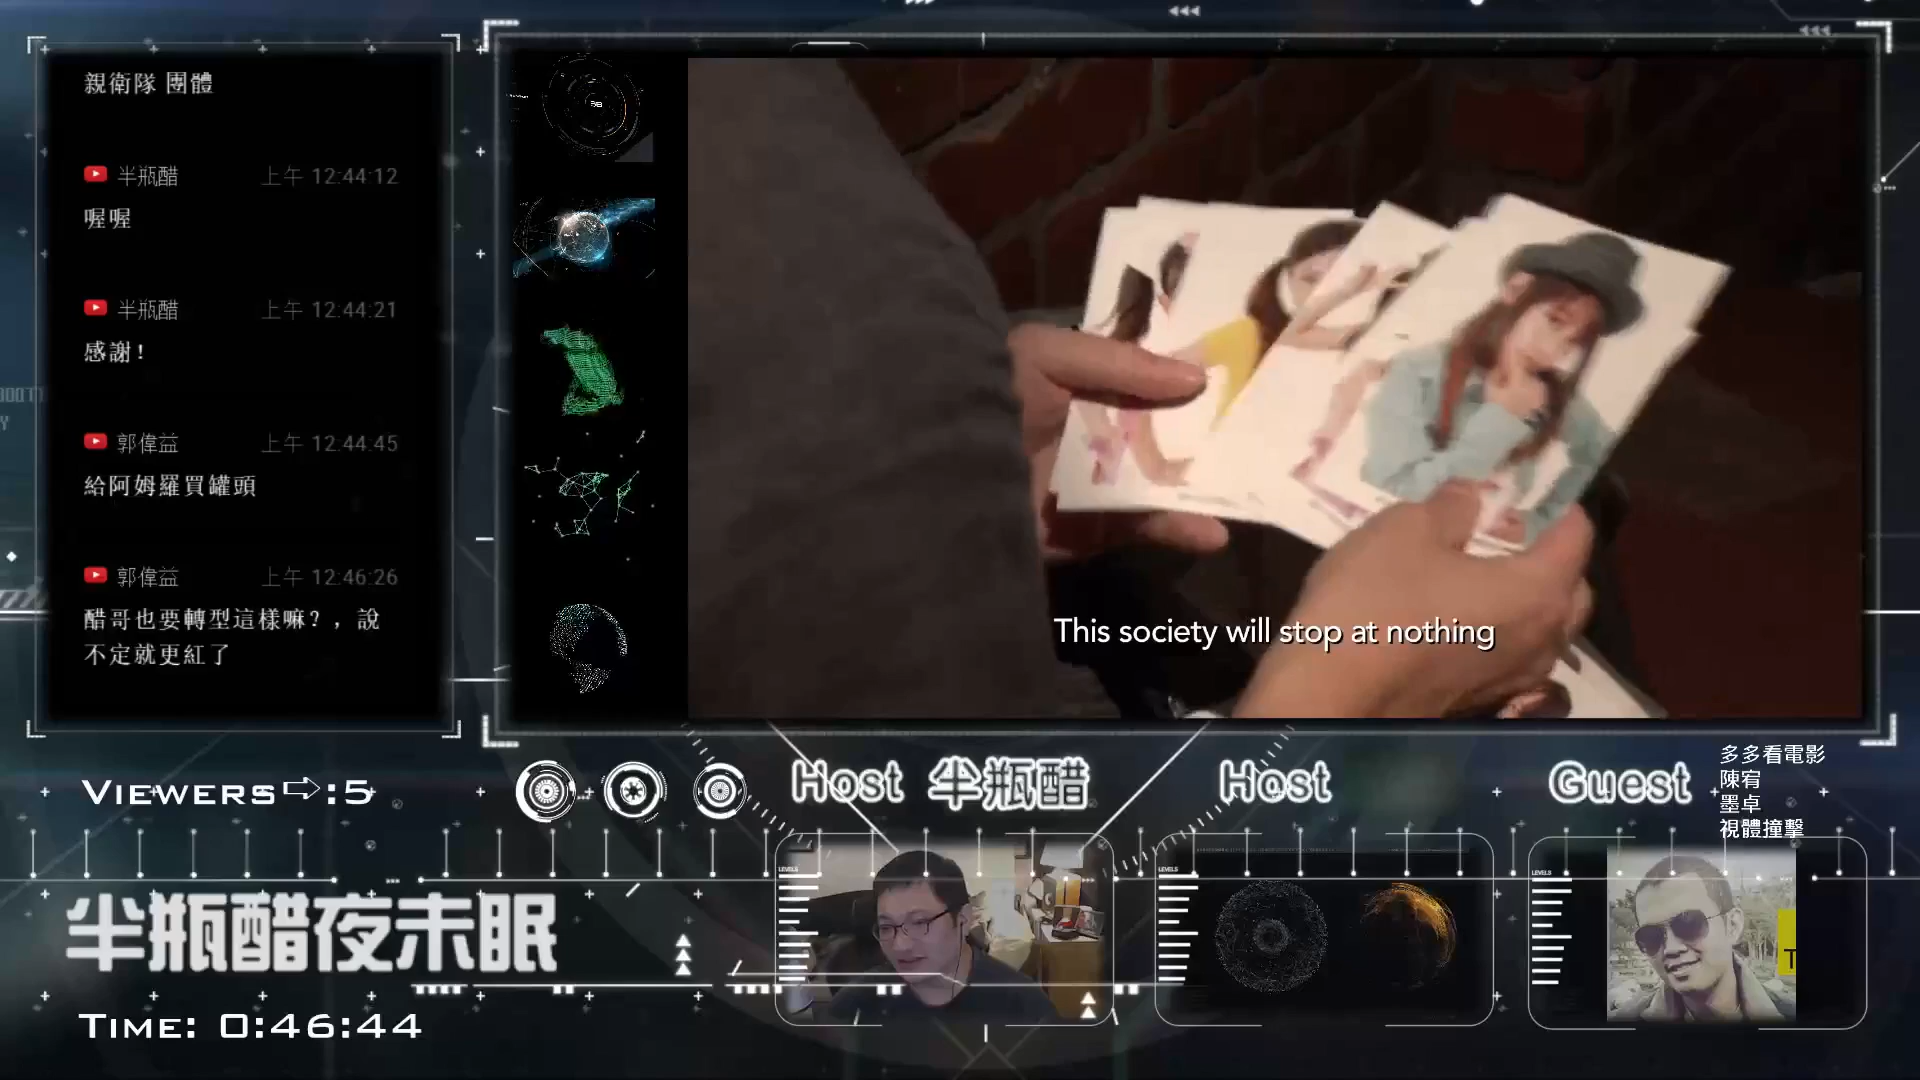 親衛隊 團體
半瓶醋 上午 12:44:12
喔喔
半瓶醋 上午 12:44:21
感謝！
郭偉益 上午 12:44:45
給阿姆羅買罐頭
郭偉益 上午 12:46:26
醋哥也要轉型這樣嘛？，說
不定就更紅了
This society will stop at nothing
VIEWERS⇨:5
Host 半瓶醋
Host
Guest
多多看電影
陳宥
墨卓
視體撞擊
LEVELS
LEVELS
LEVELS
半瓶醋夜未眠
TIME: 0:46:44